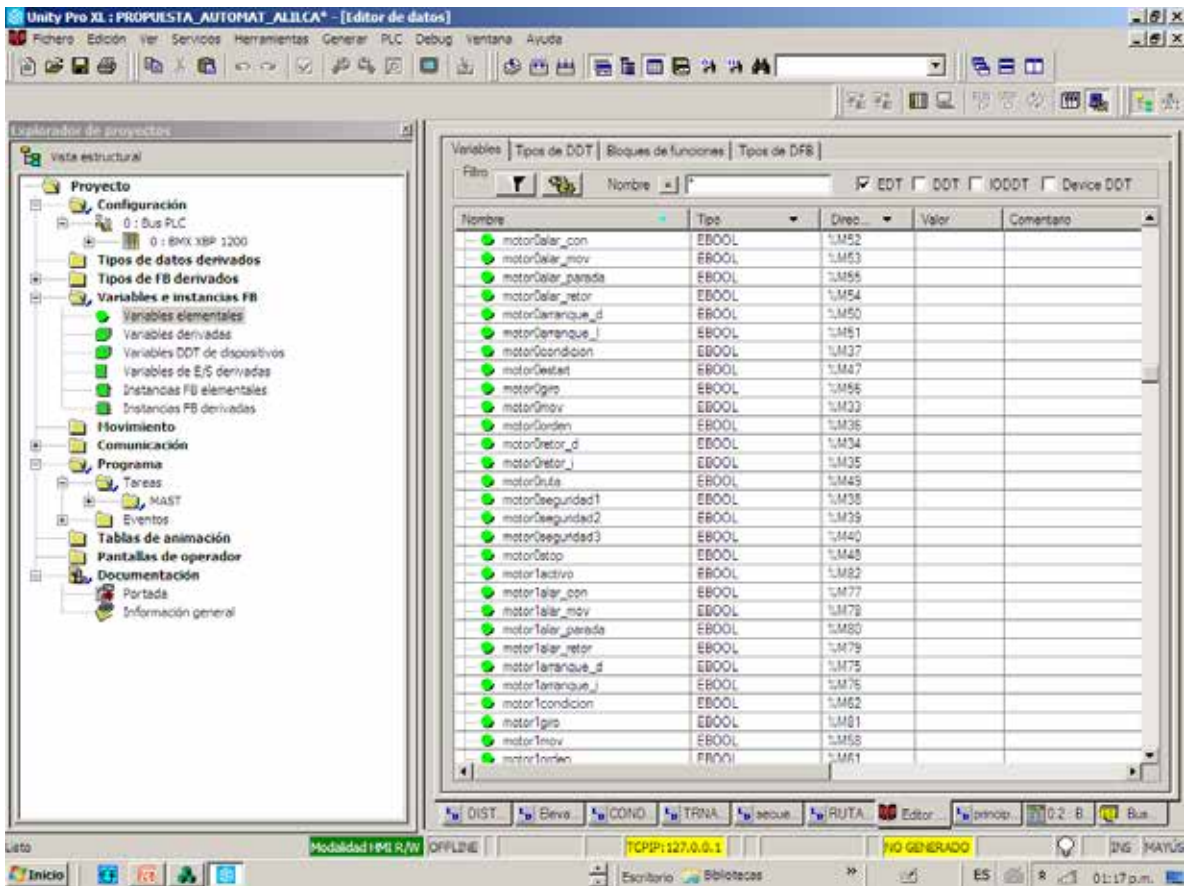 Unity Pro XL : PROPUESTA_AUTOMAT_ALILCA* - [Editor de datos]
Fichero Edición Ver Servicios Herramientas Generar PLC Debug Ventana Ayuda
Explorador de proyectos
Vista estructural
Proyecto
Configuración
0 : Bus PLC
0 : BMX XBP 1200
Tipos de datos derivados
Tipos de FB derivados
Variables e instancias FB
Variables elementales
Variables derivadas
Variables DDT de dispositivos
Variables de E/S derivadas
Instancias FB elementales
Instancias FB derivadas
Movimiento
Comunicación
Programa
Tareas
MAST
Eventos
Tablas de animación
Pantallas de operador
Documentación
Portada
Información general
Variables Tipos de DDT Bloques de funciones Tipos de DFB
Filtro
Nombre * EDT DDT IODDT Device DDT
Nombre Tipo Direc... Valor Comentario
motor0alar_con EBOOL %M52
motor0alar_mov EBOOL %M53
motor0alar_parada EBOOL %M55
motor0alar_retor EBOOL %M54
motor0arranque_d EBOOL %M50
motor0arranque_i EBOOL %M51
motor0condicion EBOOL %M37
motor0estart EBOOL %M47
motor0giro EBOOL %M56
motor0mov EBOOL %M33
motor0orden EBOOL %M36
motor0retor_d EBOOL %M34
motor0retor_i EBOOL %M35
motor0ruta EBOOL %M49
motor0seguridad1 EBOOL %M38
motor0seguridad2 EBOOL %M39
motor0seguridad3 EBOOL %M40
motor0stop EBOOL %M48
motor1activo EBOOL %M82
motor1alar_con EBOOL %M77
motor1alar_mov EBOOL
motor1alar_parada EBOOL %M80
motor1alar_retor EBOOL %M79
motor1arranque_d EBOOL %M75
motor1arranque_i EBOOL %M76
motor1condicion EBOOL %M62
motor1giro EBOOL %M81
motor1mov EBOOL %M58
motor1orden EBOOL %M61
DIST... Eleva... COND... TRNA... secue... RUTA... Editor ... princip... 0.2 : B... Bus...
Listo Modalidad HMI R/W OFFLINE TCPIP:127.0.0.1 NO GENERADO INS MAYÚS
Inicio Escritorio Bibliotecas » ES 01:17 p.m.